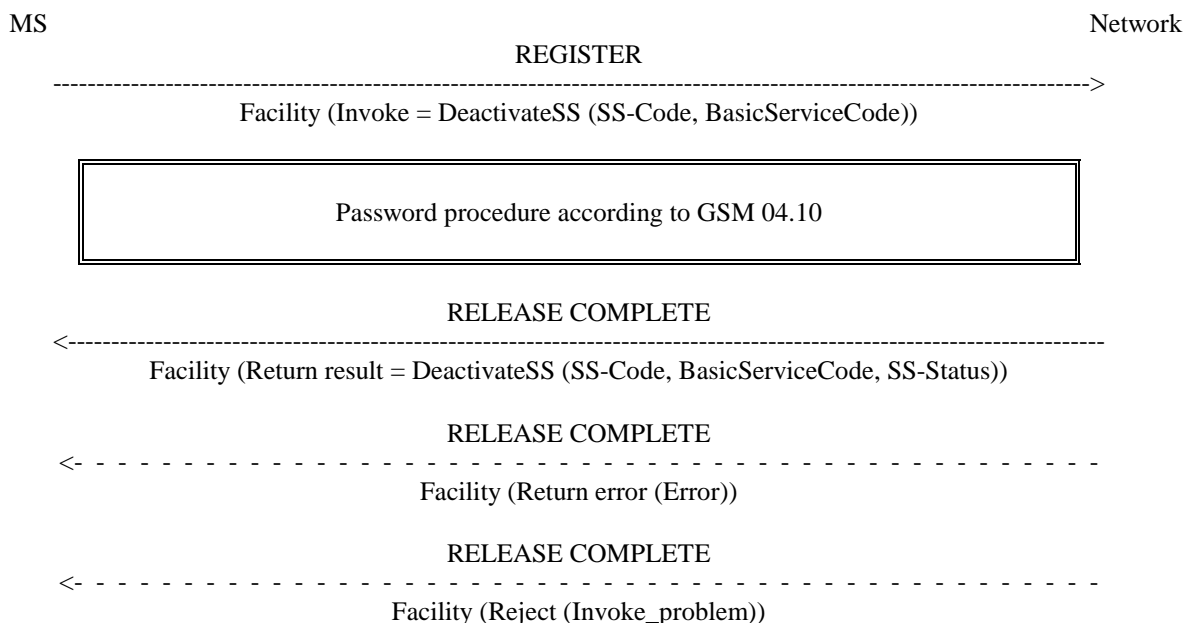 MS Network
REGISTER
------------------------------------------------------------------------------------------------------------------------>
Facility (Invoke = DeactivateSS (SS-Code, BasicServiceCode))
Password procedure according to GSM 04.10
RELEASE COMPLETE
<------------------------------------------------------------------------------------------------------------------------
Facility (Return result = DeactivateSS (SS-Code, BasicServiceCode, SS-Status))
RELEASE COMPLETE
<- - - - - - - - - - - - - - - - - - - - - - - - - - - - - - - - - - - - - - - - - - - - - - -
Facility (Return error (Error))
RELEASE COMPLETE
<- - - - - - - - - - - - - - - - - - - - - - - - - - - - - - - - - - - - - - - - - - - - - - -
Facility (Reject (Invoke_problem))